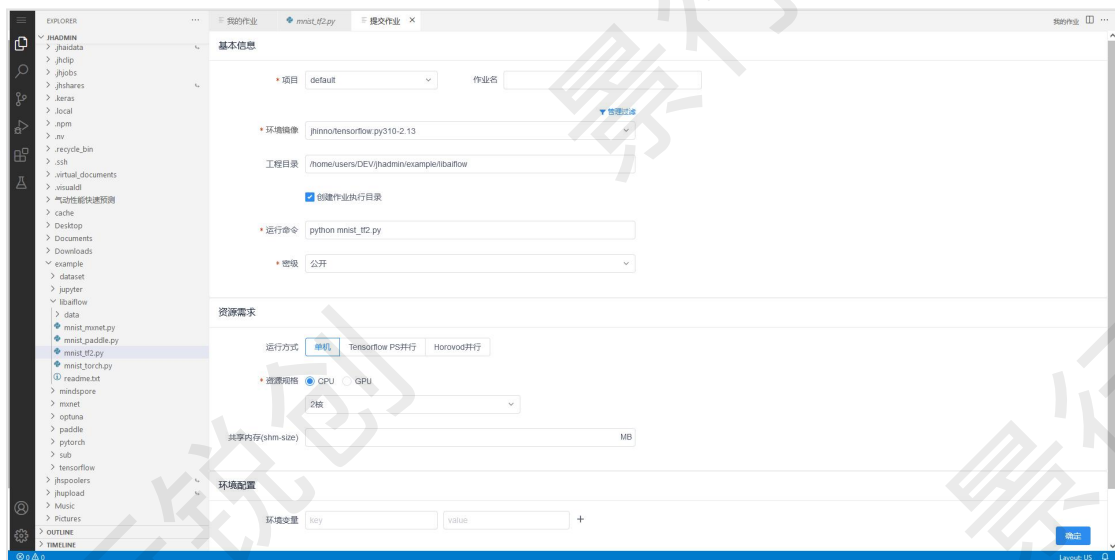 EXPLORER ···
JHADMIN
.jhaidata
.jhclip
.jhjobs
.jhshares
.keras
.local
.npm
.nv
.recycle_bin
.ssh
.virtual_documents
.visualdl
气动性能快速预测
cache
Desktop
Documents
Downloads
example
dataset
jupyter
libaiflow
data
mnist_mxnet.py
mnist_paddle.py
mnist_tf2.py
mnist_torch.py
readme.txt
mindspore
mxnet
optuna
paddle
pytorch
sub
tensorflow
jhspoolers
jhupload
Music
Pictures
OUTLINE
TIMELINE
我的作业 mnist_tf2.py 提交作业 × 我的作业 ···
基本信息
* 项目 default 作业名
管理过滤
* 环境镜像 jhinno/tensorflow.py310-2.13
工程目录 /home/users/DEV/jhadmin/example/libaiflow
创建作业执行目录
* 运行命令 python mnist_tf2.py
* 密级 公开
资源需求
运行方式 单机 Tensorflow PS并行 Horovod并行
* 资源规格 CPU GPU
2核
共享内存(shm-size) MB
环境配置
环境变量 key value +
确定
0 0 Layout: US
景行
景行
云锐创